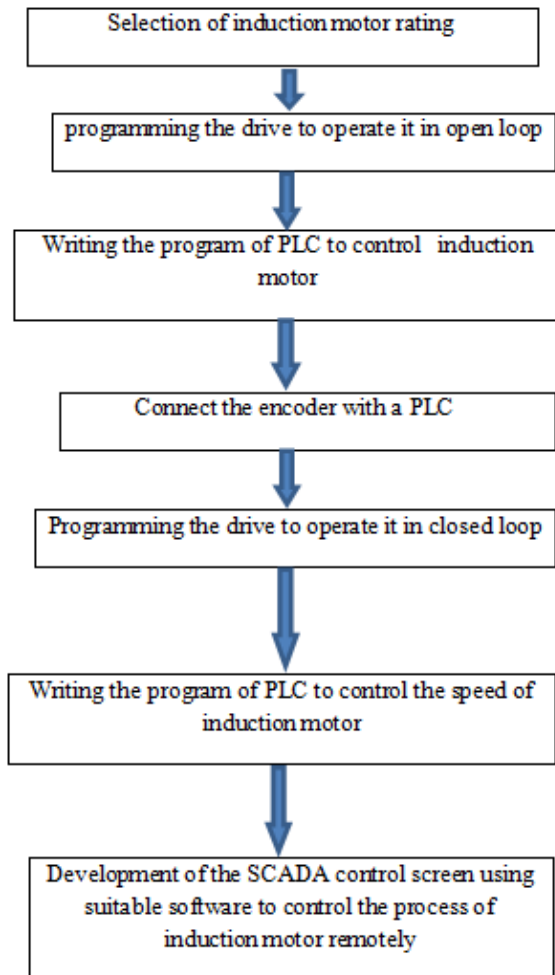 Selection of induction motor rating
programming the drive to operate it in open loop
Writing the program of PLC to control induction
motor
Connect the encoder with a PLC
Programming the drive to operate it in closed loop
Writing the program of PLC to control the speed of
induction motor
Development of the SCADA control screen using
suitable software to control the process of
induction motor remotely